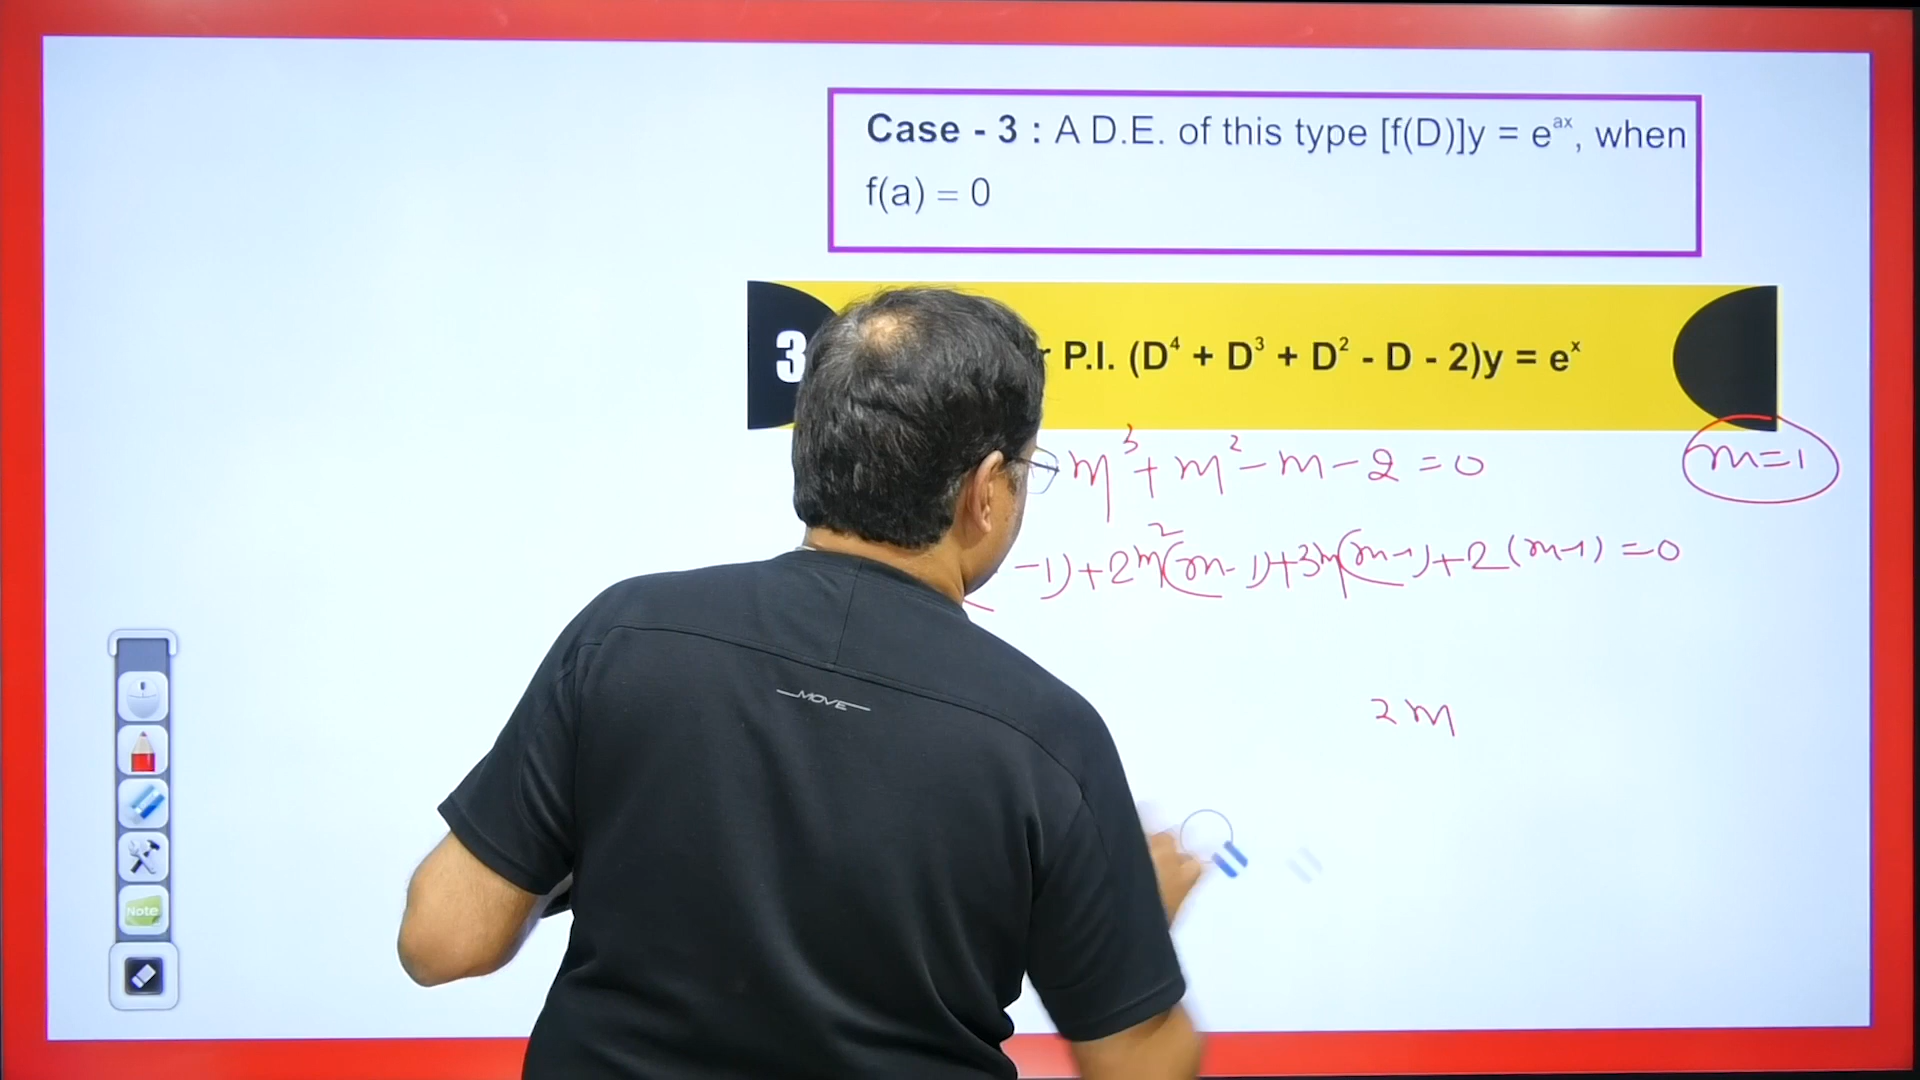 Case - 3 : A D.E. of this type [f(D)]y = eᵃˣ, when
f(a) = 0
3
P.I. (D⁴ + D³ + D² - D - 2)y = eˣ
m³ + m² - m - 2 = 0
m=1
-1)+2m²(m-1)+3m(m-1)+2(m-1)=0
2m
MOVE
Note